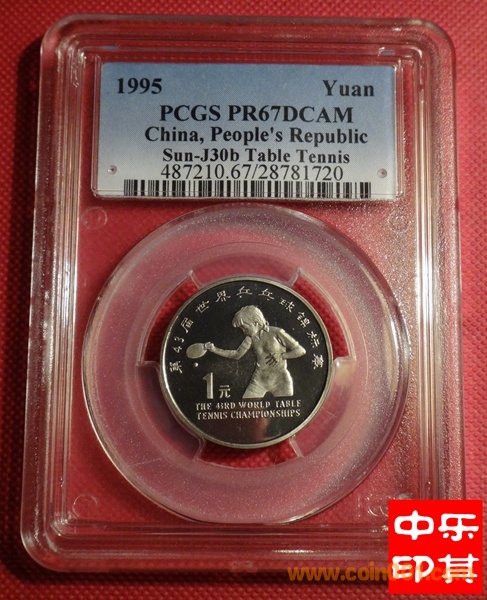 1995 Yuan
PCGS PR67DCAM
China, People's Republic
Sun-J30b Table Tennis
487210.67/28781720
第43届世界乒乓球锦标赛
1元
THE 43RD WORLD TABLE
TENNIS CHAMPIONSHIPS
中乐
印其